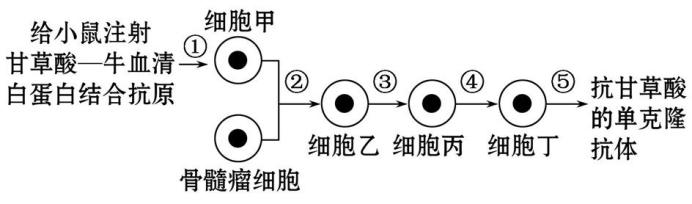 给小鼠注射
甘草酸—牛血清
白蛋白结合抗原
①
细胞甲
骨髓瘤细胞
②
细胞乙
③
细胞丙
④
细胞丁
⑤
抗甘草酸
的单克隆
抗体